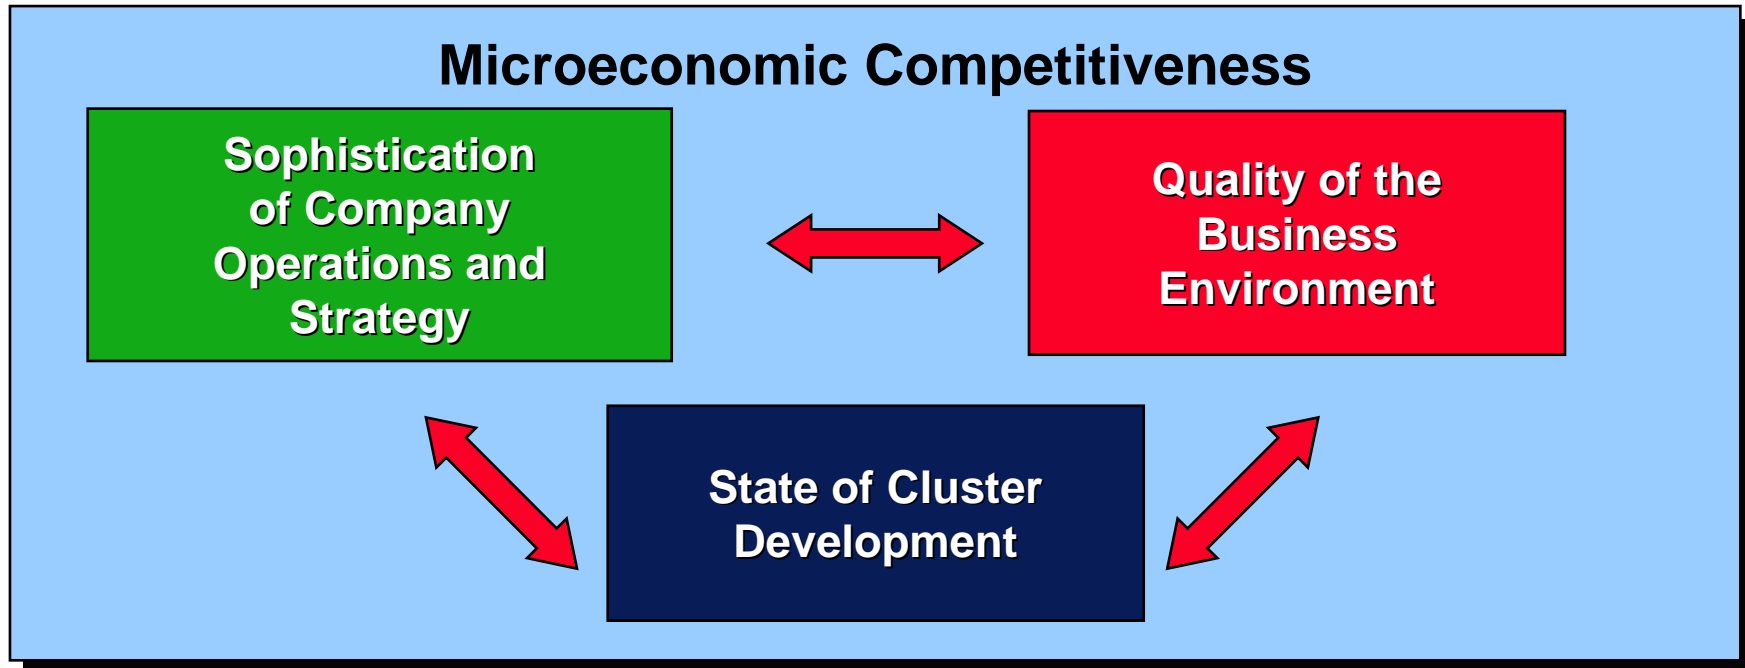 Microeconomic Competitiveness
Sophistication
of Company
Operations and
Strategy
Quality of the
Business
Environment
State of Cluster
Development